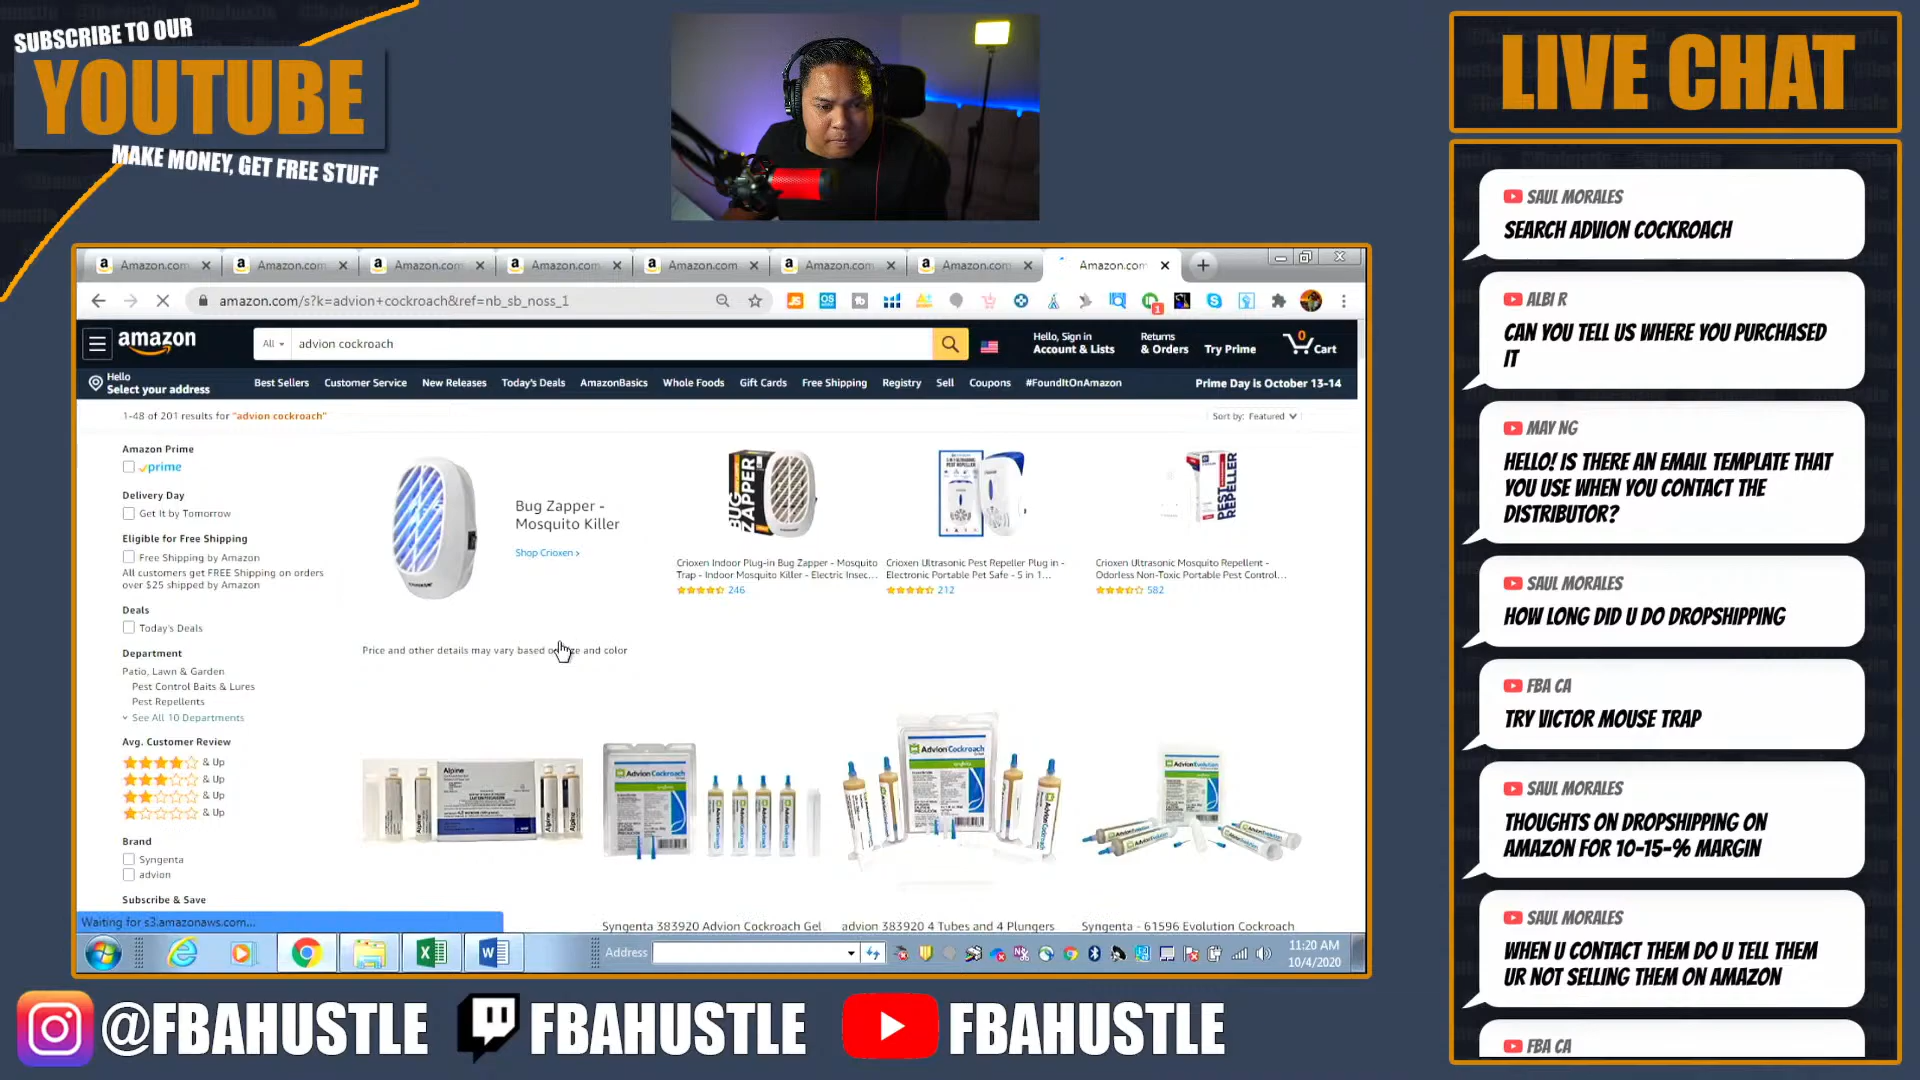 SUBSCRIBE TO OUR
YOUTUBE
MAKE MONEY, GET FREE STUFF
LIVE CHAT
SAUL MORALES
SEARCH ADVION COCKROACH
ALBI R
CAN YOU TELL US WHERE YOU PURCHASED
IT
MAY NG
HELLO! IS THERE AN EMAIL TEMPLATE THAT
YOU USE WHEN YOU CONTACT THE
DISTRIBUTOR?
SAUL MORALES
HOW LONG DID U DO DROPSHIPPING
FBA CA
TRY VICTOR MOUSE TRAP
SAUL MORALES
THOUGHTS ON DROPSHIPPING ON
AMAZON FOR 10-15-% MARGIN
SAUL MORALES
WHEN U CONTACT THEM DO U TELL THEM
UR NOT SELLING THEM ON AMAZON
FBA CA
Amazon.com Amazon.com Amazon.com Amazon.com Amazon.com Amazon.com Amazon.com Amazon.com
amazon.com/s?k=advion+cockroach&ref=nb_sb_noss_1
amazon
All
advion cockroach
Hello, Sign in
Account & Lists
Returns
& Orders
Try Prime
0
Cart
Hello
Select your address
Best Sellers Customer Service New Releases Today's Deals AmazonBasics Whole Foods Gift Cards Free Shipping Registry Sell Coupons #FoundItOnAmazon
Prime Day is October 13-14
1-48 of 201 results for "advion cockroach"
Sort by: Featured
Amazon Prime
prime
Delivery Day
Get It by Tomorrow
Eligible for Free Shipping
Free Shipping by Amazon
All customers get FREE Shipping on orders
over $25 shipped by Amazon
Deals
Today's Deals
Department
Patio, Lawn & Garden
Pest Control Baits & Lures
Pest Repellents
See All 10 Departments
Avg. Customer Review
& Up
& Up
& Up
& Up
Brand
Syngenta
advion
Subscribe & Save
Bug Zapper -
Mosquito Killer
Shop Crioxen ›
BUG ZAPPER
PEST REPELLER
Crioxen Indoor Plug-in Bug Zapper - Mosquito
Trap - Indoor Mosquito Killer - Electric Insec...
246
Crioxen Ultrasonic Pest Repeller Plug in -
Electronic Portable Pet Safe - 5 in 1...
212
Crioxen Ultrasonic Mosquito Repellent -
Odorless Non-Toxic Portable Pest Control...
582
Price and other details may vary based and color
Alpine
Advion Cockroach
Advion Cockroach
Advion Evolution
Syngenta 383920 Advion Cockroach Gel
advion 383920 4 Tubes and 4 Plungers
Syngenta - 61596 Evolution Cockroach
Waiting for s3.amazonaws.com...
Address
11:20 AM
10/4/2020
@FBAHUSTLE
FBAHUSTLE
FBAHUSTLE